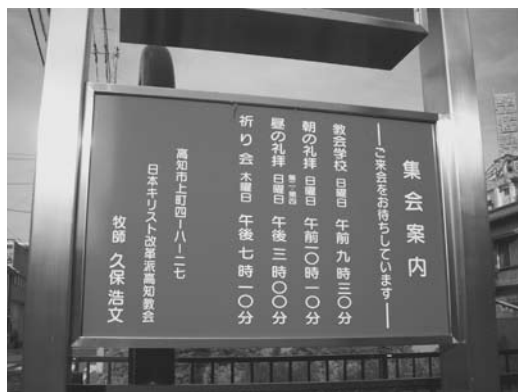 集会案内
―ご来会をお待ちしています―
教会学校 日曜日 午前九時三〇分
朝の礼拝 日曜日 午前一〇時一〇分
昼の礼拝 第二・第四日曜日 午後三時〇〇分
祈り会 木曜日 午後七時一〇分
高知市上町四ー八ー二七
日本キリスト改革派高知教会
牧師 久保浩文